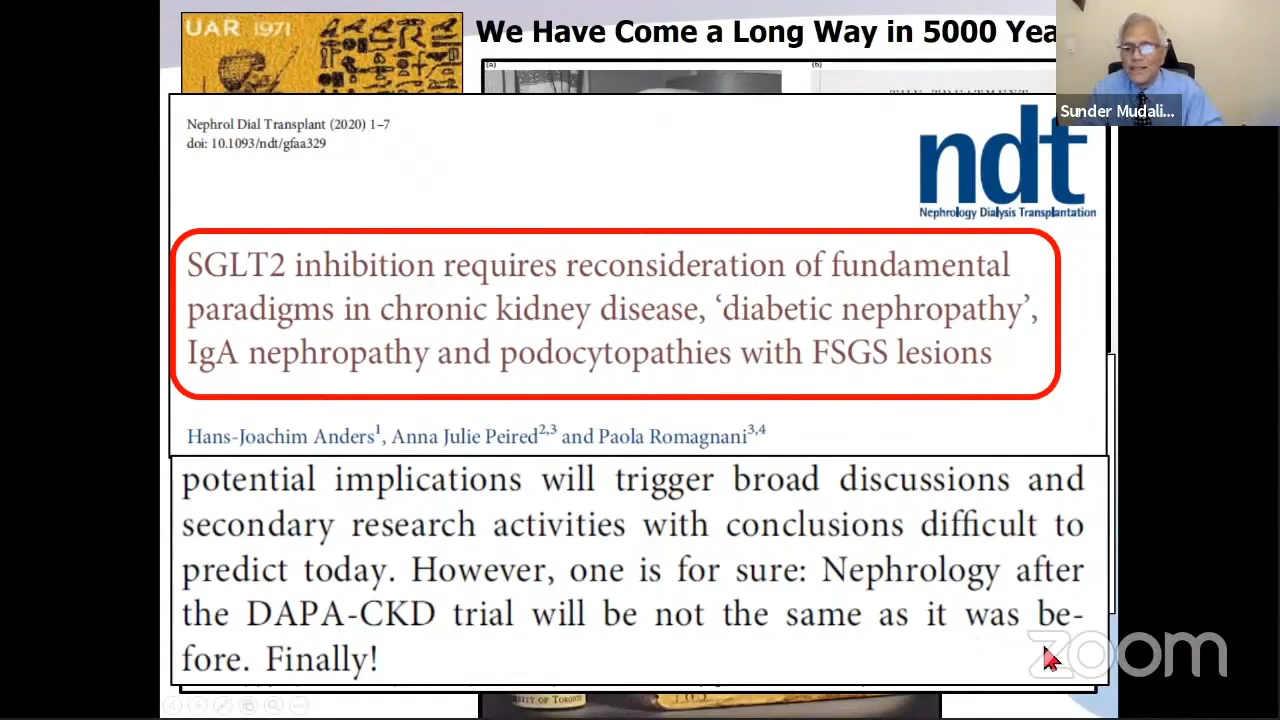 UAR 1971
We Have Come a Long Way in 5000 Yea
(a)
(b)
Sunder Mudali...
Nephrol Dial Transplant (2020) 1–7
doi: 10.1093/ndt/gfaa329
ndt
Nephrology Dialysis Transplantation
SGLT2 inhibition requires reconsideration of fundamental
paradigms in chronic kidney disease, ‘diabetic nephropathy’,
IgA nephropathy and podocytopathies with FSGS lesions
Hans-Joachim Anders1, Anna Julie Peired2,3 and Paola Romagnani3,4
potential implications will trigger broad discussions and
secondary research activities with conclusions difficult to
predict today. However, one is for sure: Nephrology after
the DAPA-CKD trial will be not the same as it was be-
fore. Finally!
zoom